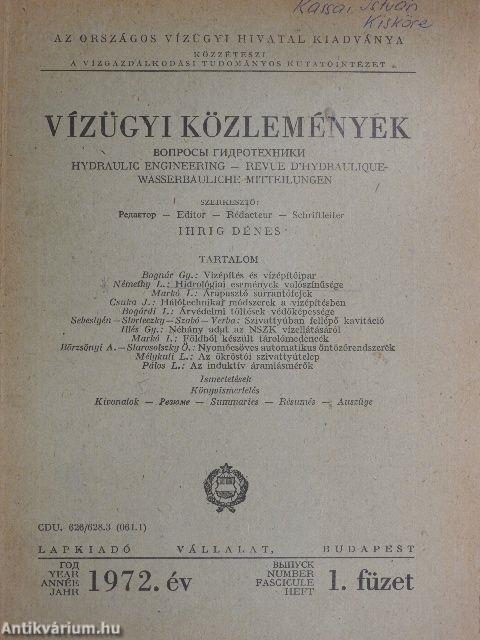 Karsai István
Kisköre
AZ ORSZÁGOS VÍZÜGYI HIVATAL KIADVÁNYA
KÖZZÉTESZI
A VÍZGAZDÁLKODÁSI TUDOMÁNYOS KUTATÓINTÉZET
VÍZÜGYI KÖZLEMÉNYEK
ВОПРОСЫ ГИДРОТЕХНИКИ
HYDRAULIC ENGINEERING — REVUE D'HYDRAULIQUE-
WASSERBAULICHE MITTEILUNGEN
SZERKESZTŐ:
Редактор — Editor — Rédacteur — Schriftleiter
IHRIG DÉNES
TARTALOM
Bognár Gy.: Vízépítés és vízépítőipar
Némethy L.: Hidrológiai események valószínűsége
Markó I.: Árapasztó surrantófejek
Csuka J.: Hálótechnikai módszerek a vízépítésben
Bogárdi I.: Árvédelmi töltések védőképessége
Sebestyén — Stvrteczky — Szabó — Verba: Szivattyúban fellépő kavitáció
Illés Gy.: Néhány adat az NSZK vízellátásáról
Markó I.: Földből készült tárolómedencék
Börzsönyi A.—Starosolszky Ö.: Nyomócsöves automatikus öntözőrendszerek
Mélykuti L.: Az ökröstói szivattyútelep
Pálos L.: Az induktív áramlásmérők
Ismertetések
Könyvismertetés
Kivonatok — Резюме — Summaries — Résumés — Auszüge
CDU. 626/628.3 (061.1)
LAPKIADÓ VÁLLALAT, BUDAPEST
ГОД
YEAR
ANNÉE
JAHR
1972. év
ВЫПУСК
NUMBER
FASCICULE
HEFT
1. füzet
Antikvárium.hu